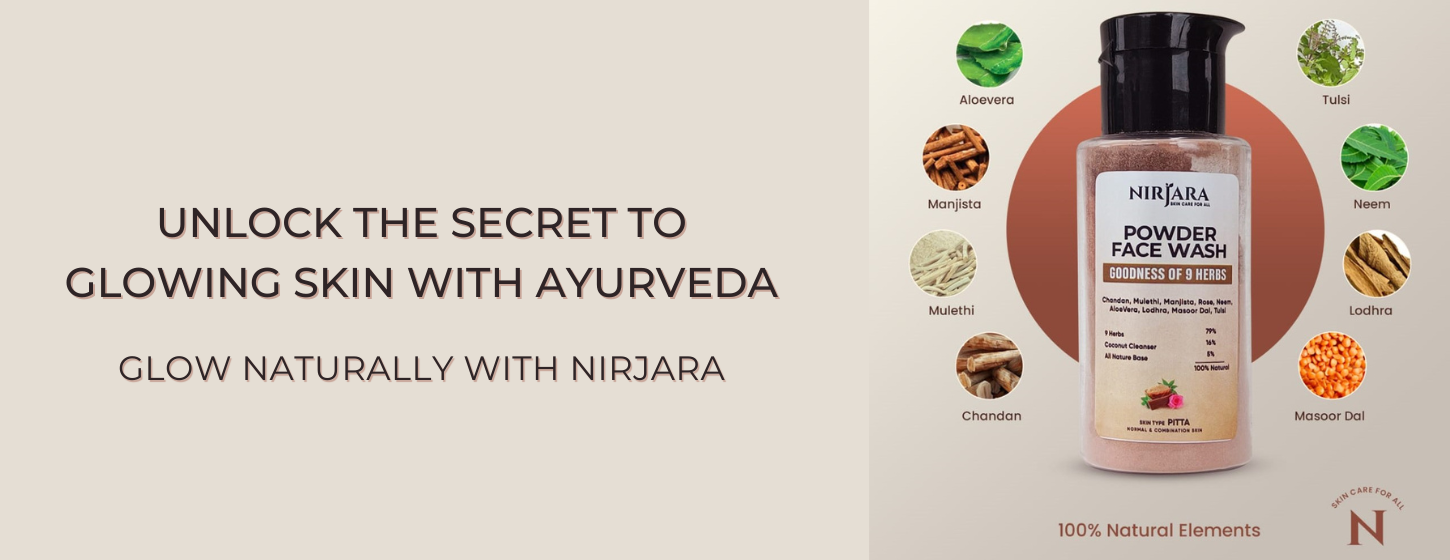 UNLOCK THE SECRET TO
GLOWING SKIN WITH AYURVEDA
GLOW NATURALLY WITH NIRJARA
Aloevera
Manjista
Mulethi
Chandan
NIRJARA
SKIN CARE FOR ALL
POWDER
FACE WASH
GOODNESS OF 9 HERBS
Chandan, Mulethi, Manjista, Rose, Neem,
AloeVera, Lodhra, Masoor Dal, Tulsi
9 Herbs 79%
Coconut Cleanser 16%
All Nature Base 5%
100% Natural
SKIN TYPE PITTA
NORMAL & COMBINATION SKIN
Tulsi
Neem
Lodhra
Masoor Dal
100% Natural Elements
SKIN CARE FOR ALL
N